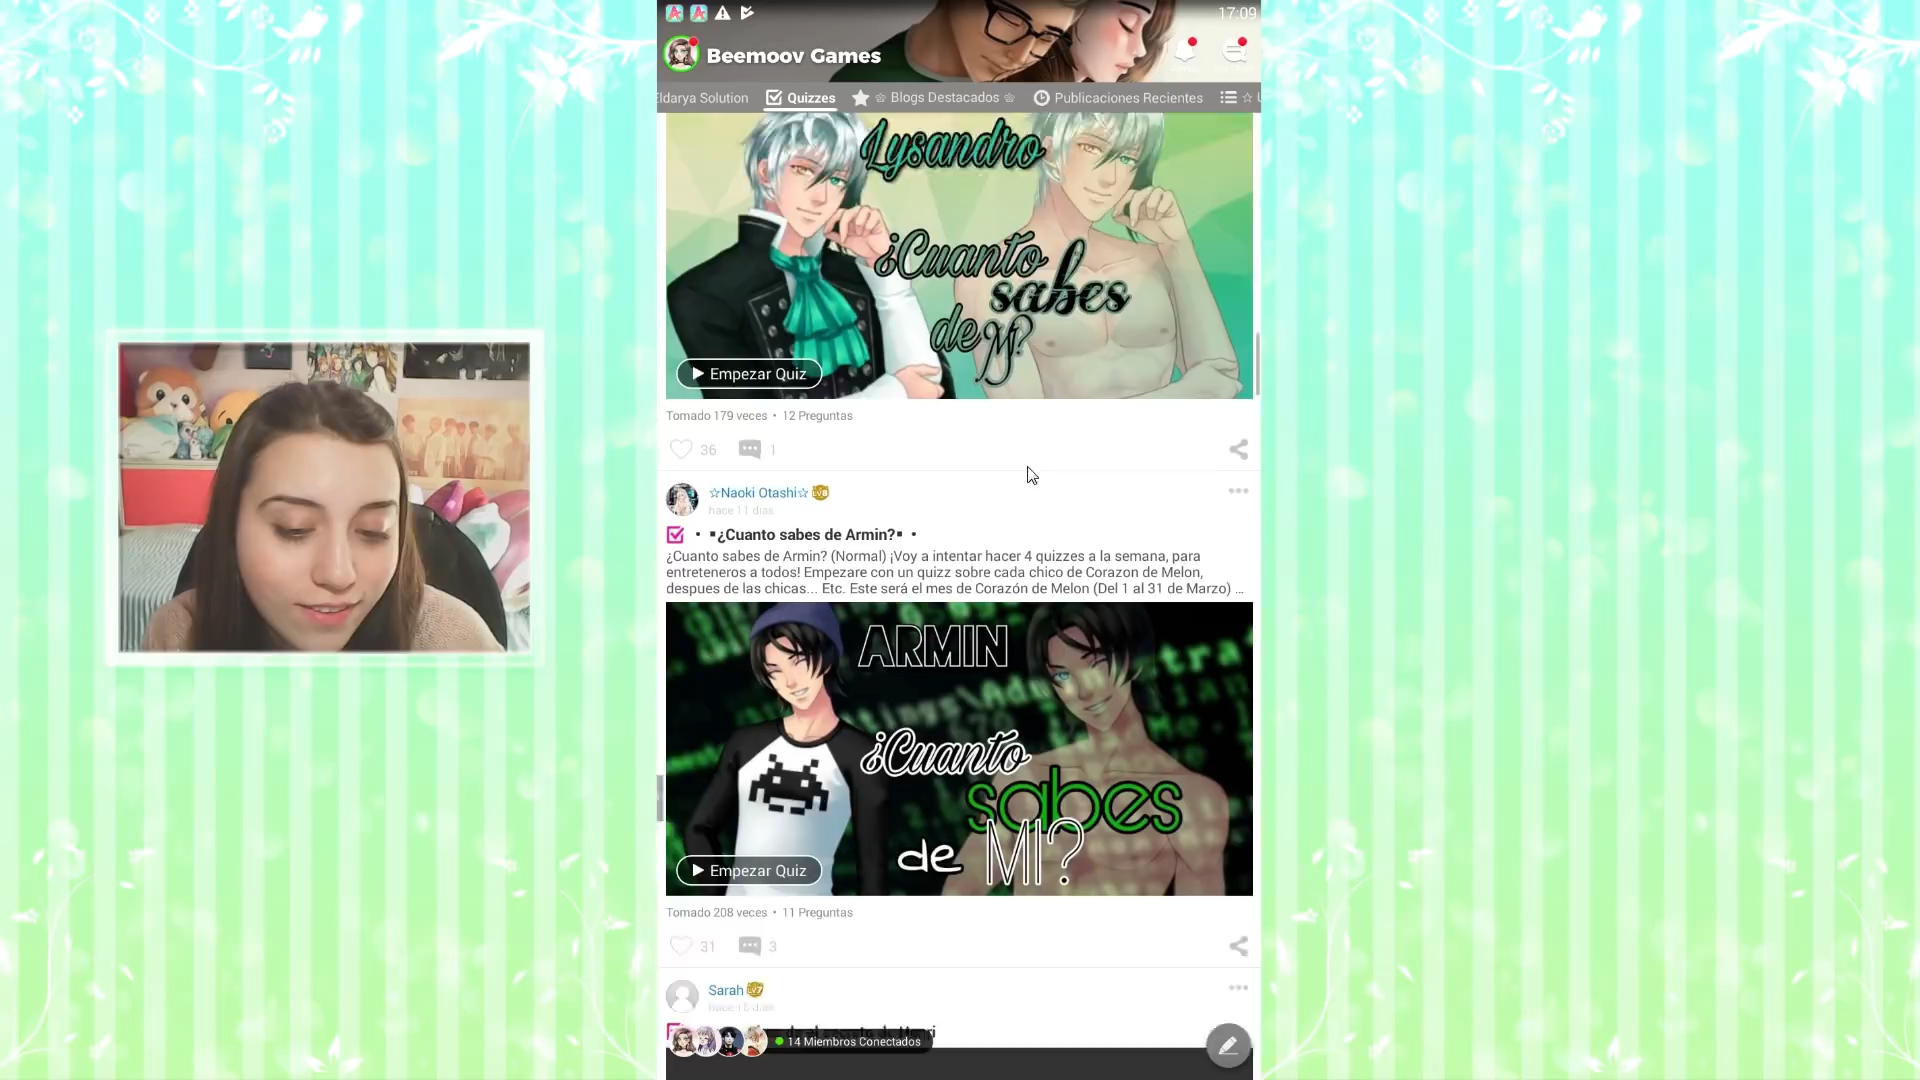 17:09
Beemoov Games
ldarya Solution
Quizzes
☆ Blogs Destacados ☆
Publicaciones Recientes
☆
Lysandro
¿Cuanto
sabes
de Mi?
Empezar Quiz
Tomado 179 veces • 12 Preguntas
36
1
☆Naoki Otashi☆ LV8
hace 11 días
• ▪¿Cuanto sabes de Armin?▪ •
¿Cuanto sabes de Armin? (Normal) ¡Voy a intentar hacer 4 quizzes a la semana, para
entreteneros a todos! Empezare con un quizz sobre cada chico de Corazon de Melon,
despues de las chicas... Etc. Este será el mes de Corazón de Melon (Del 1 al 31 de Marzo) ...
ARMIN
¿Cuanto
sabes
de MI?
Empezar Quiz
Tomado 208 veces • 11 Preguntas
31
3
Sarah LV7
14 Miembros Conectados